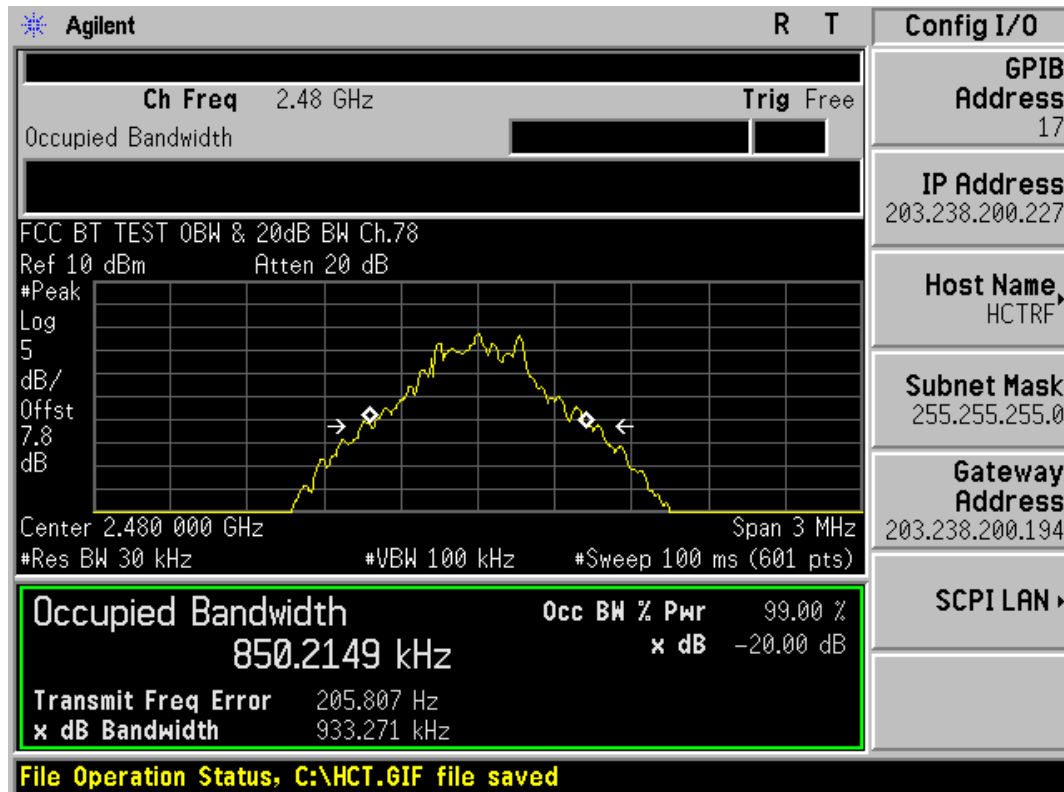 Agilent R T
Ch Freq 2.48 GHz Trig Free
Occupied Bandwidth
FCC BT TEST OBW & 20dB BW Ch.78
Ref 10 dBm Atten 20 dB
#Peak
Log
5
dB/
Offst
7.8
dB
Center 2.480 000 GHz Span 3 MHz
#Res BW 30 kHz #VBW 100 kHz #Sweep 100 ms (601 pts)
Occupied Bandwidth Occ BW % Pwr 99.00 %
850.2149 kHz x dB -20.00 dB
Transmit Freq Error 205.807 Hz
x dB Bandwidth 933.271 kHz
File Operation Status, C:\HCT.GIF file saved
Config I/O
GPIB
Address
17
IP Address
203.238.200.227
Host Name
HCTRF
Subnet Mask
255.255.255.0
Gateway
Address
203.238.200.194
SCPI LAN